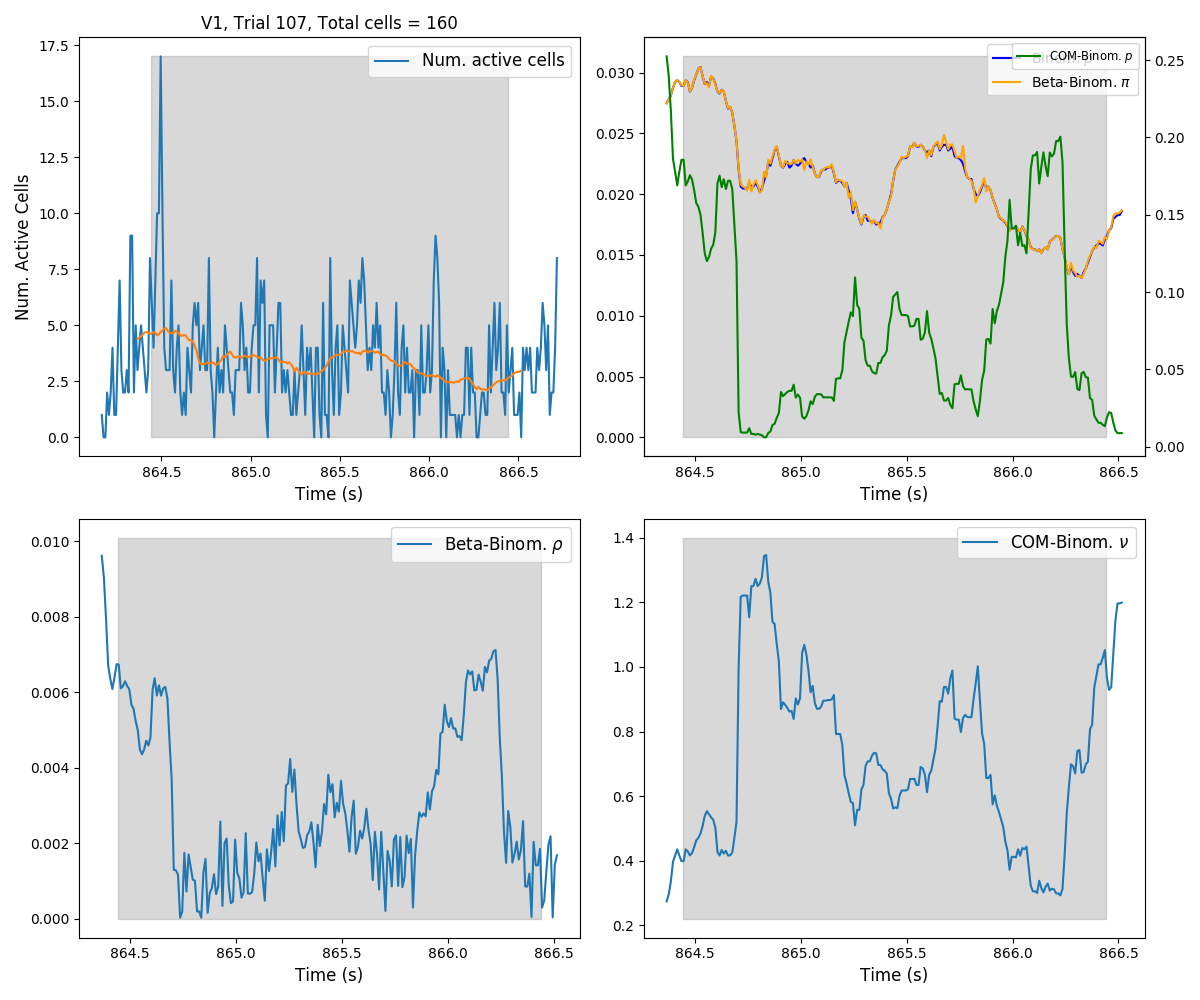 V1, Trial 107, Total cells = 160
Num. active cells
17.5
15.0
12.5
10.0
7.5
5.0
2.5
0.0
Num. Active Cells
864.5 865.0 865.5 866.0 866.5
Time (s)
COM-Binom. p
Binom. p
Beta-Binom. π
0.030
0.025
0.020
0.015
0.010
0.005
0.000
0.25
0.20
0.15
0.10
0.05
0.00
864.5 865.0 865.5 866.0 866.5
Time (s)
Beta-Binom. ρ
0.010
0.008
0.006
0.004
0.002
0.000
864.5 865.0 865.5 866.0 866.5
Time (s)
COM-Binom. ν
1.4
1.2
1.0
0.8
0.6
0.4
0.2
864.5 865.0 865.5 866.0 866.5
Time (s)